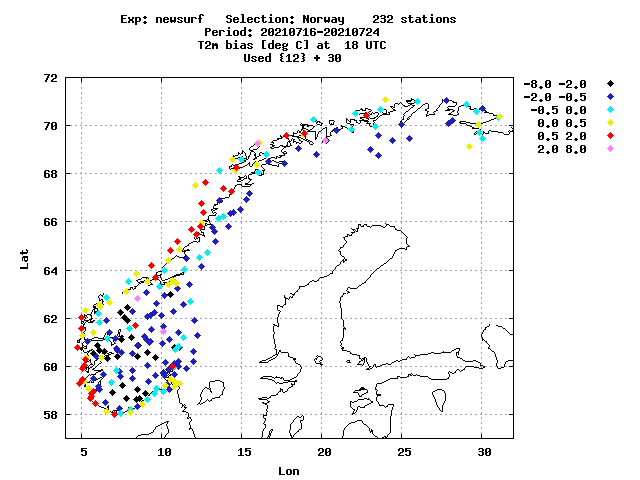 Exp: newsurf Selection: Norway 232 stations
Period: 20210716-20210724
T2m bias [deg C] at 18 UTC
Used {12} + 30
-8.0 -2.0
-2.0 -0.5
-0.5 0.0
0.0 0.5
0.5 2.0
2.0 8.0
72
70
68
66
64
62
60
58
Lat
5 10 15 20 25 30
Lon